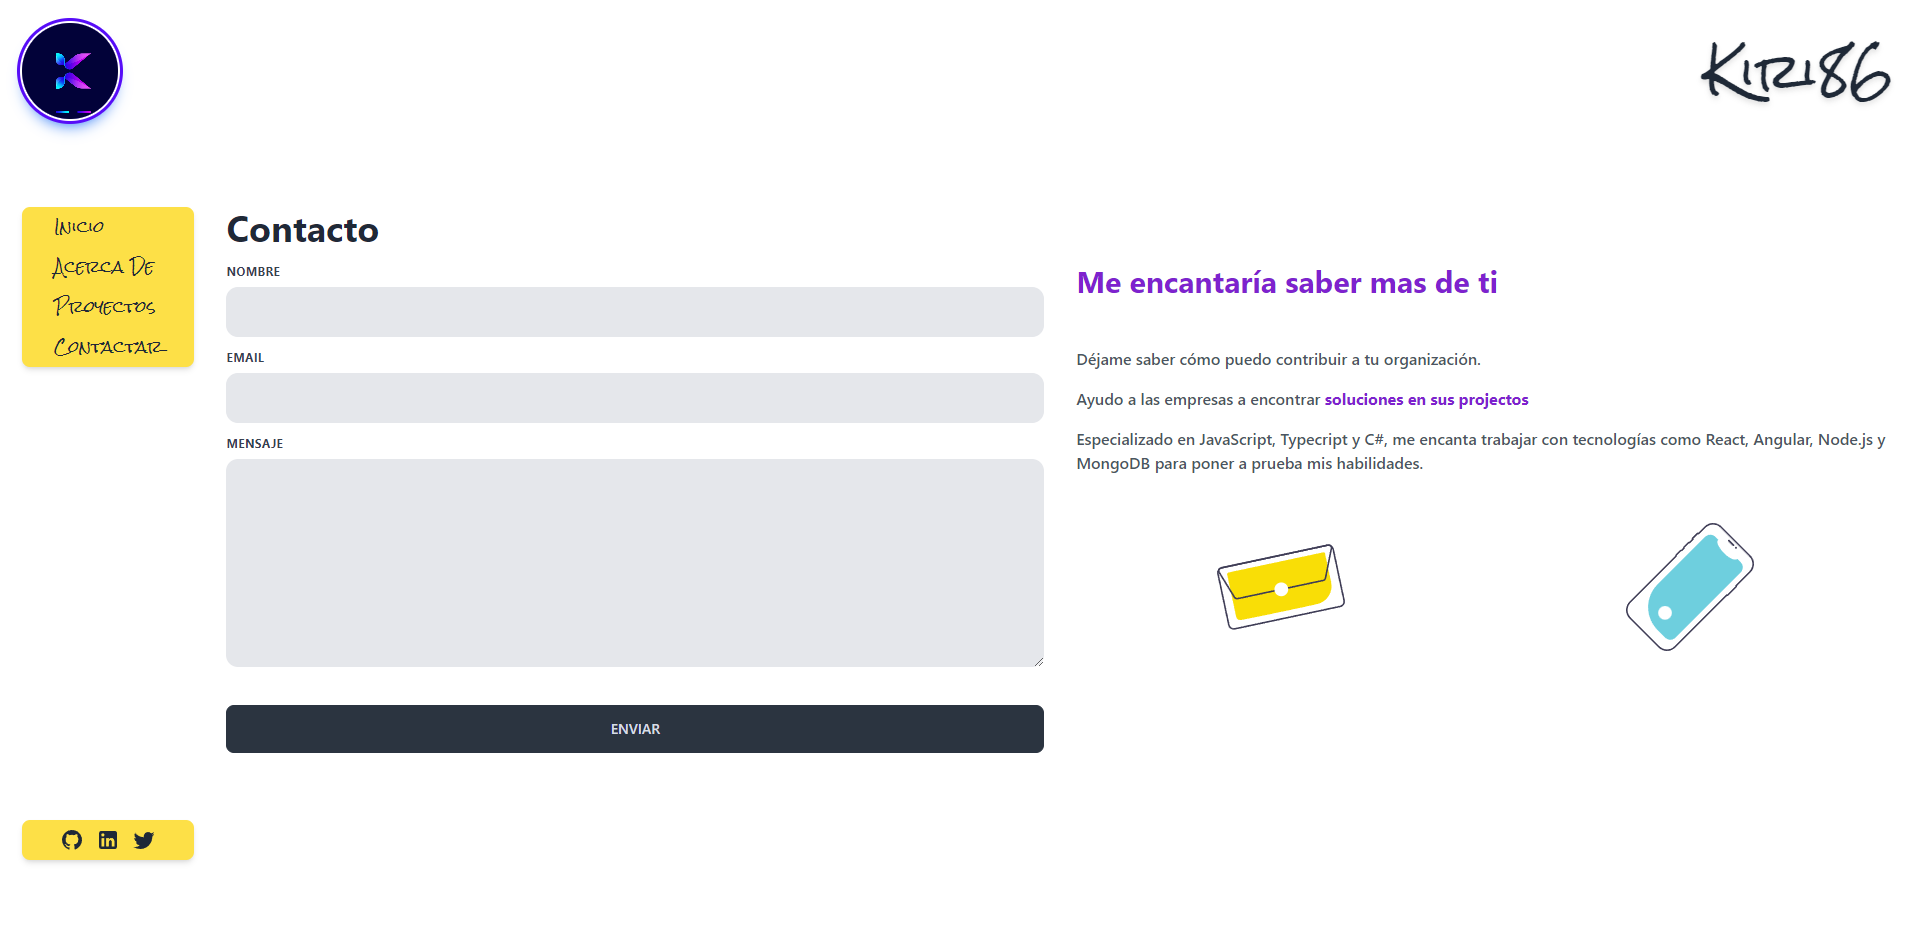 Kiri86
Inicio
Acerca De
Proyectos
Contactar
Contacto
NOMBRE
EMAIL
MENSAJE
ENVIAR
Me encantaría saber mas de ti
Déjame saber cómo puedo contribuir a tu organización.
Ayudo a las empresas a encontrar soluciones en sus projectos
Especializado en JavaScript, Typecript y C#, me encanta trabajar con tecnologías como React, Angular, Node.js y
MongoDB para poner a prueba mis habilidades.